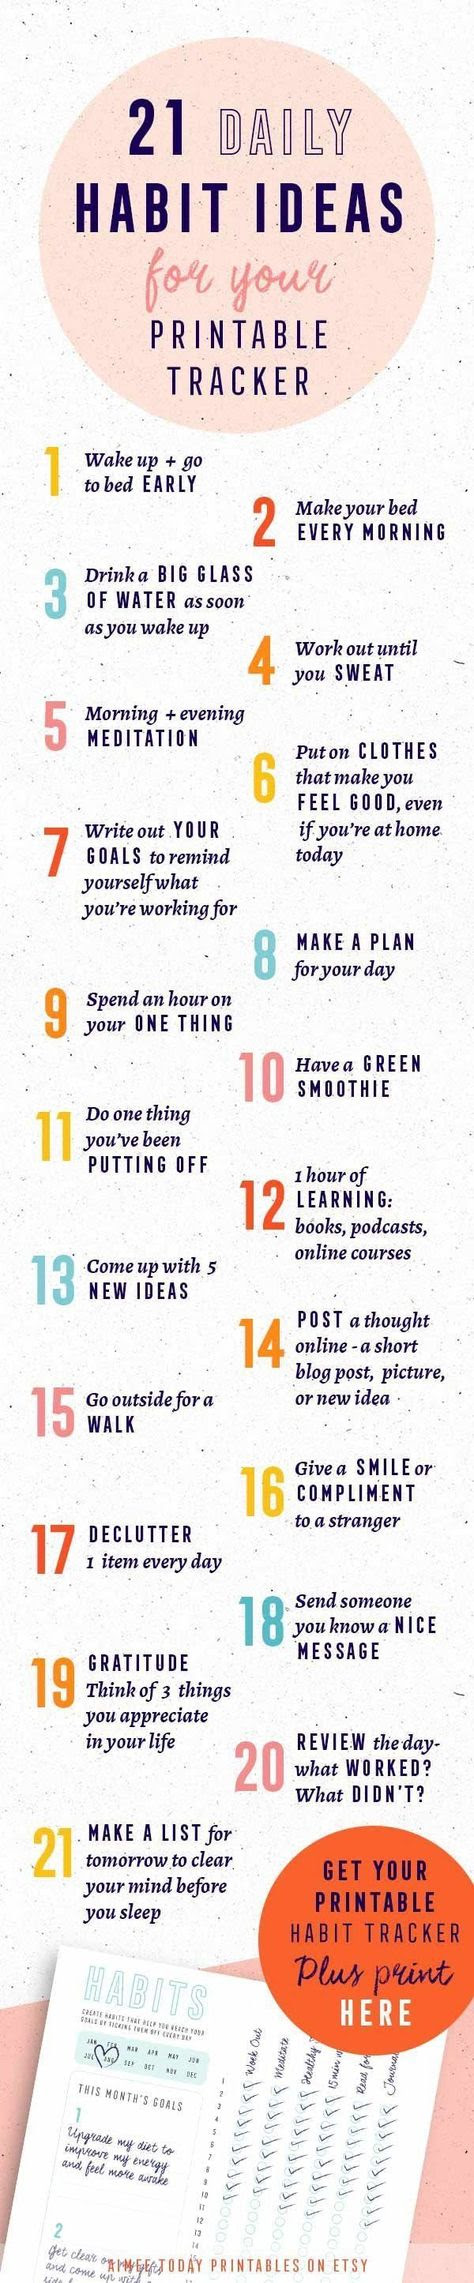 21 DAILY
HABIT IDEAS
for your
PRINTABLE
TRACKER
1 Wake up + go
to bed EARLY
2 Make your bed
EVERY MORNING
3 Drink a BIG GLASS
OF WATER as soon
as you wake up
4 Work out until
you SWEAT
5 Morning + evening
MEDITATION
6 Put on CLOTHES
that make you
FEEL GOOD, even
if you're at home
today
7 Write out YOUR
GOALS to remind
yourself what
you're working for
8 MAKE A PLAN
for your day
9 Spend an hour on
your ONE THING
10 Have a GREEN
SMOOTHIE
11 Do one thing
you've been
PUTTING OFF
12 1 hour of
LEARNING:
books, podcasts,
online courses
13 Come up with 5
NEW IDEAS
14 POST a thought
online - a short
blog post, picture,
or new idea
15 Go outside for a
WALK
16 Give a SMILE or
COMPLIMENT
to a stranger
17 DECLUTTER
1 item every day
18 Send someone
you know a NICE
MESSAGE
19 GRATITUDE
Think of 3 things
you appreciate
in your life
20 REVIEW the day-
what WORKED?
What DIDN'T?
21 MAKE A LIST for
tomorrow to clear
your mind before
you sleep
GET YOUR
PRINTABLE
HABIT TRACKER
Plus print
HERE
HABITS
CREATE HABITS THAT HELP YOU REACH YOUR
GOALS BY TICKING THEM OFF EVERY DAY
JAN FEB MAR APR MAY JUN
JUL AUG SEP OCT NOV DEC
THIS MONTH'S GOALS
1
Upgrade my diet to
improve my energy
and feel more awake
2
Get clear on my gifts
and come up with
Work Out
Meditate
Healthy
15 min
Read for
Journal
1
2
3
4
5
6
7
8
9
10
11
12
13
14
15
AIMEE TODAY PRINTABLES ON ETSY